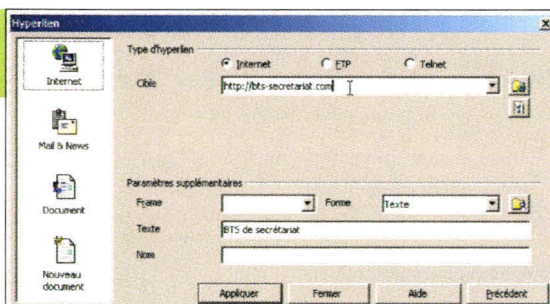 Hyperlien
Type d'hyperlien
Internet
FTP
Telnet
Internet
Cible
http://bts-secretariat.com
Mail & News
Document
Paramètres supplémentaires
Frame
Forme
Texte
Texte
BTS de secrétariat
Nom
Nouveau
document
Appliquer
Fermer
Aide
Précédent